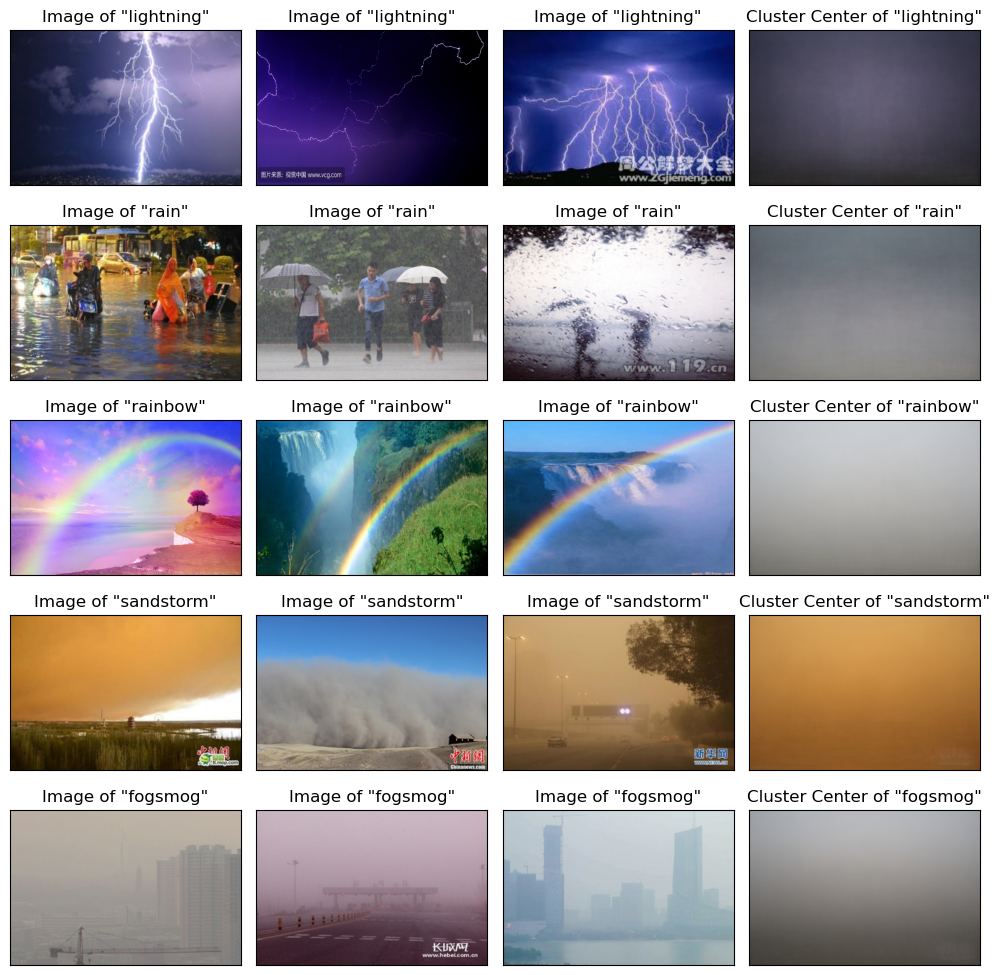 Image of "lightning"
Image of "lightning"
Image of "lightning"
Cluster Center of "lightning"
图片来源：视觉中国 www.vcg.com
周公解梦大全
www.ZGjiemeng.com
Image of "rain"
Image of "rain"
Image of "rain"
Cluster Center of "rain"
www.119.cn
Image of "rainbow"
Image of "rainbow"
Image of "rainbow"
Cluster Center of "rainbow"
Image of "sandstorm"
Image of "sandstorm"
Image of "sandstorm"
Cluster Center of "sandstorm"
中新网
中新网
Chinanews.com
新华网
Image of "fogsmog"
Image of "fogsmog"
Image of "fogsmog"
Cluster Center of "fogsmog"
长城网
www.hebei.com.cn